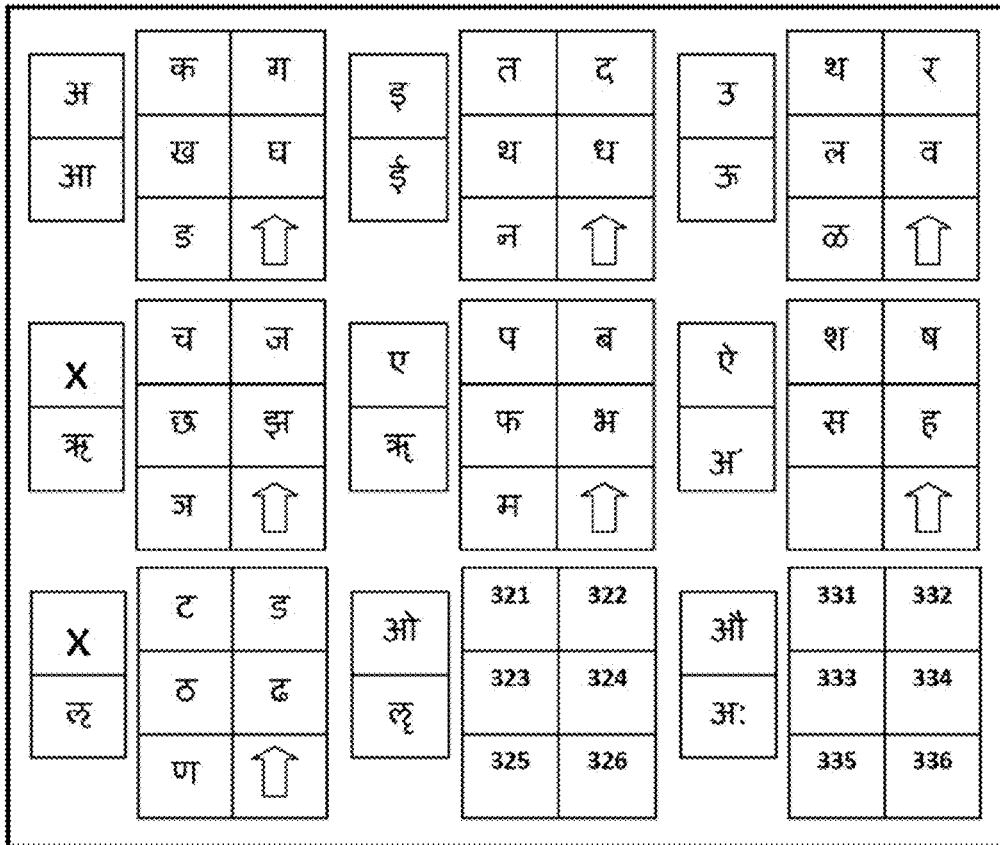 अ क ग इ त द उ थ र
आ ख घ ई थ ध ऊ ल व
ङ न ळ
X च ज ए प ब ऐ श ष
ऋ छ झ ॠ फ भ अ स ह
ञ म
X ट ड ओ 321 322 औ 331 332
ऌ ठ ढ ॡ 323 324 अः 333 334
ण 325 326 335 336